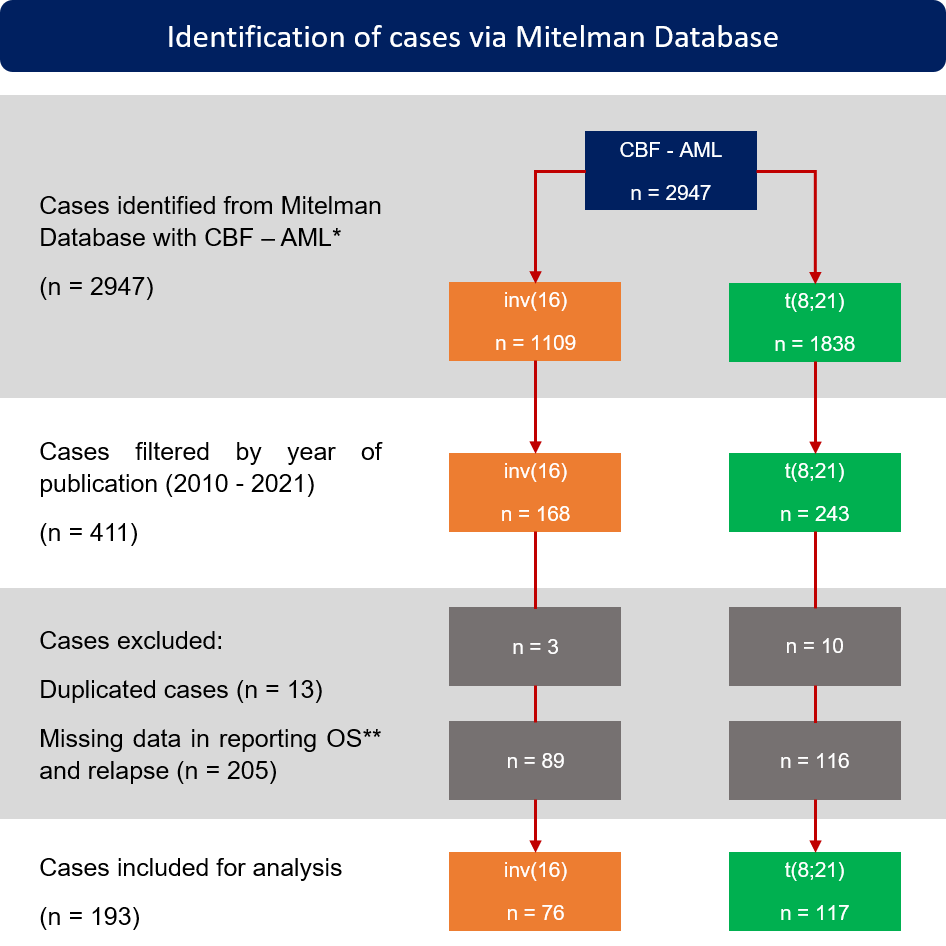 Identification of cases via Mitelman Database
CBF - AML
n = 2947
Cases identified from Mitelman
Database with CBF – AML*
(n = 2947)
inv(16)
n = 1109
t(8;21)
n = 1838
Cases filtered by year of
publication (2010 - 2021)
(n = 411)
inv(16)
n = 168
t(8;21)
n = 243
Cases excluded:
Duplicated cases (n = 13)
n = 3
n = 10
Missing data in reporting OS**
and relapse (n = 205)
n = 89
n = 116
Cases included for analysis
(n = 193)
inv(16)
n = 76
t(8;21)
n = 117